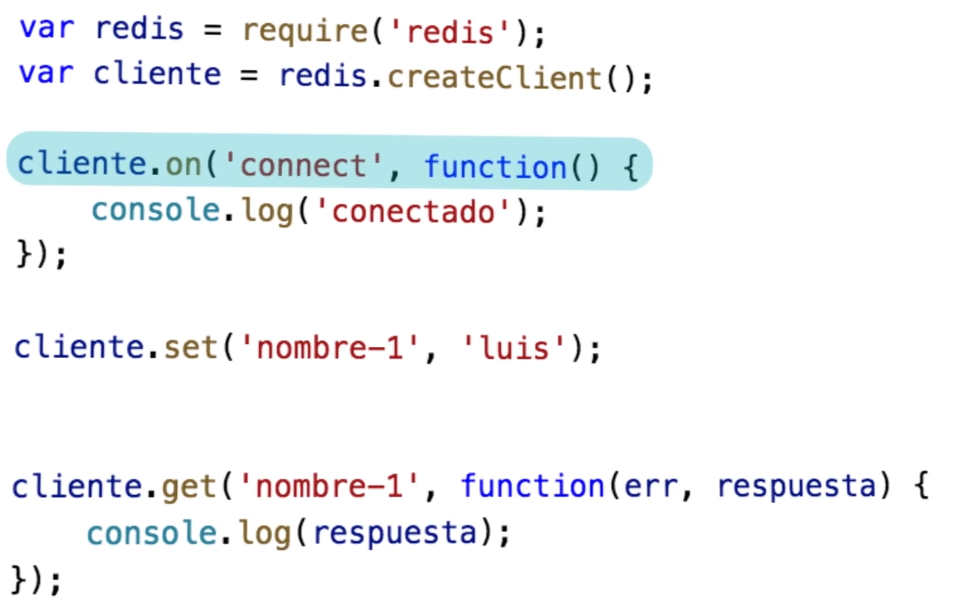 var redis = require('redis');
var cliente = redis.createClient();
cliente.on('connect', function() {
console.log('conectado');
});
cliente.set('nombre-1', 'luis');
cliente.get('nombre-1', function(err, respuesta) {
console.log(respuesta);
});